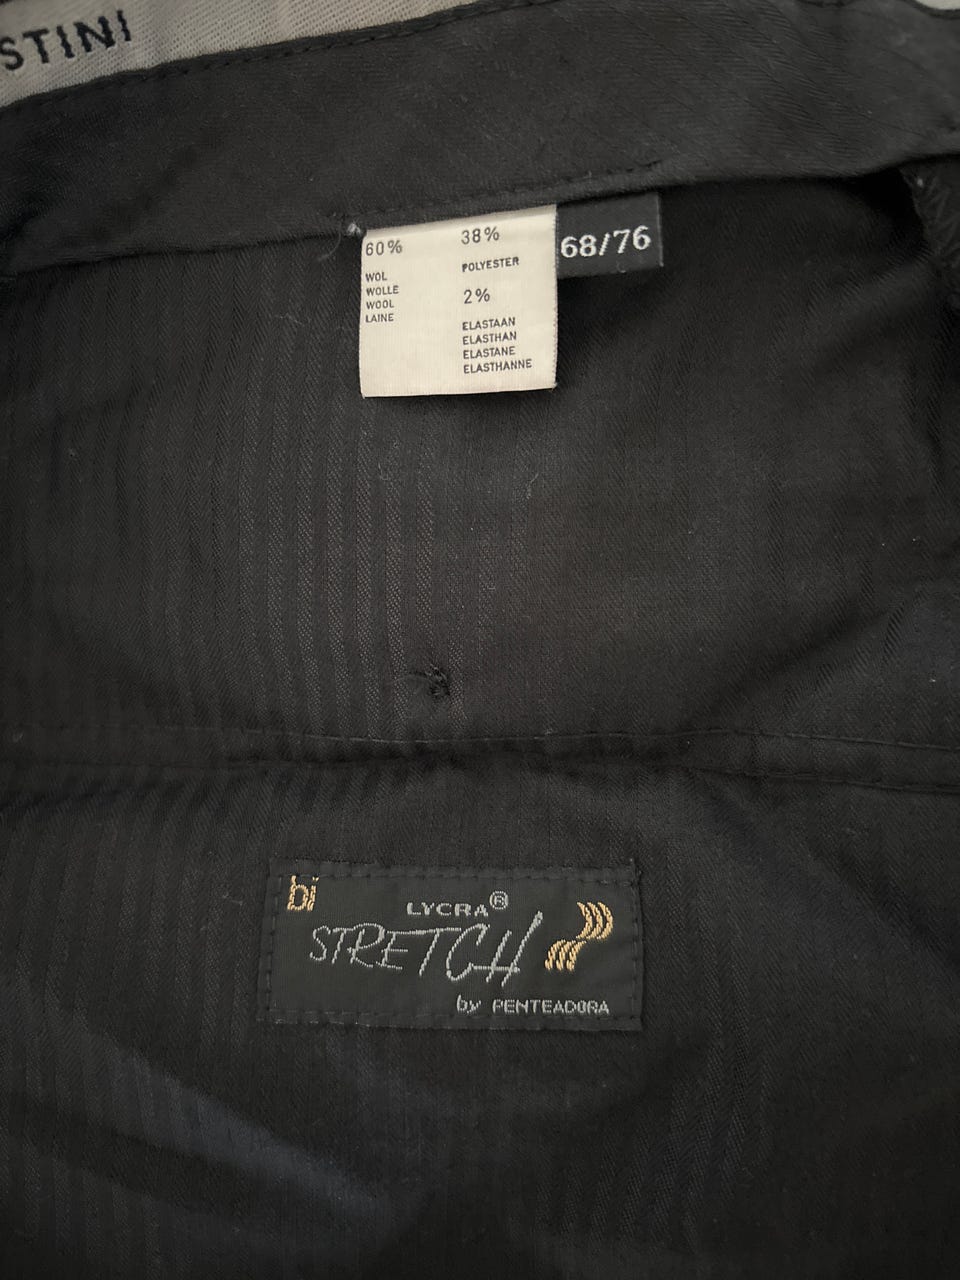 STINI
60%
WOL
WOLLE
WOOL
LAINE
38%
POLYESTER
2%
ELASTAAN
ELASTHAN
ELASTANE
ELASTHANNE
68/76
bi
LYCRA®
STRETCH
by PENTEADORA